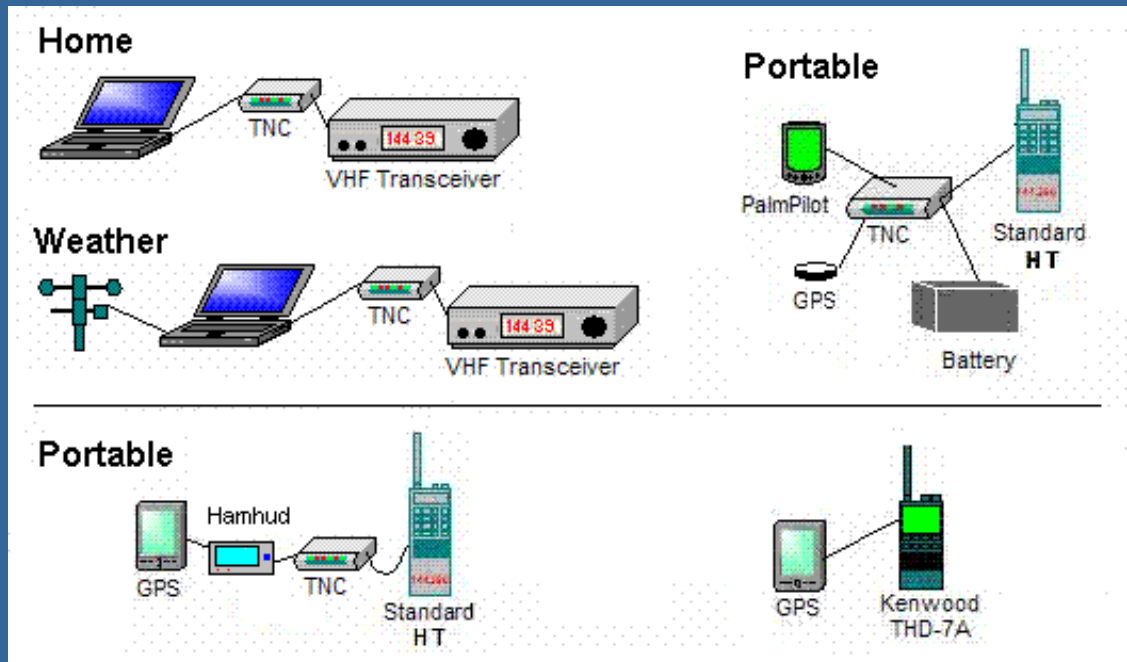 Home
TNC
144-39
VHF Transceiver
Portable
PalmPilot
TNC
Standard
HT
GPS
Battery
Weather
TNC
144-39
VHF Transceiver
Portable
GPS
Hamhud
TNC
Standard
HT
GPS
Kenwood
THD-7A